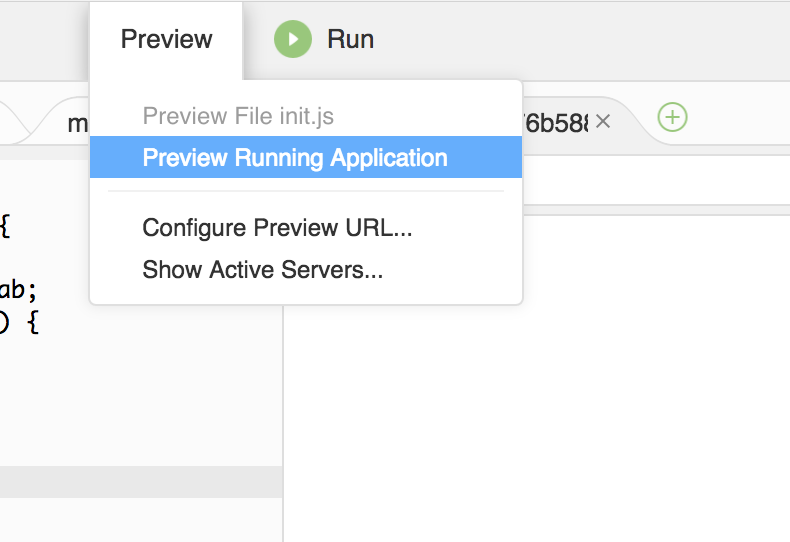 Preview Run
Preview File init.js
m 6b58
Preview Running Application
{
Configure Preview URL...
ab;
Show Active Servers...
) {